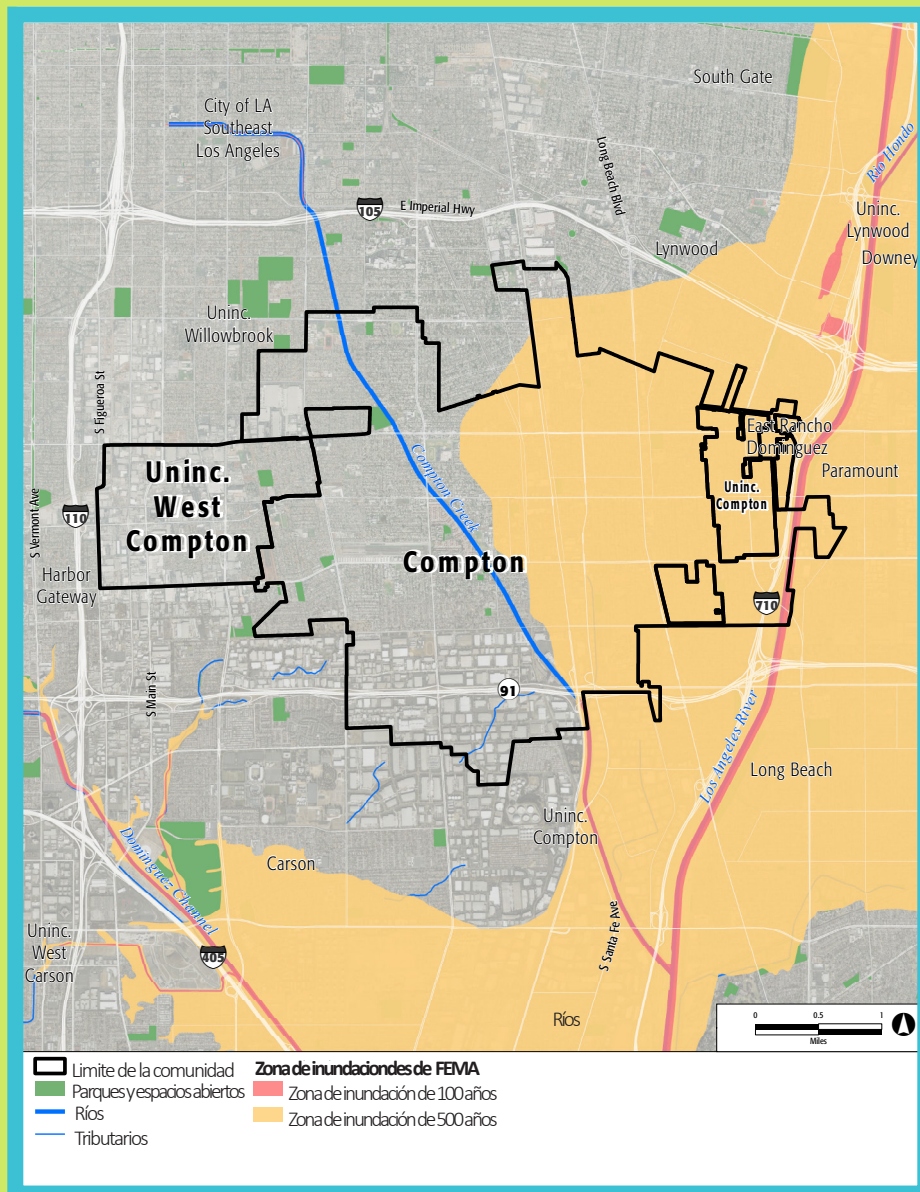 South Gate
City of LA
Southeast
Los Angeles
Long Beach Blvd
Rio Hondo
105
E Imperial Hwy
Uninc.
Lynwood
Lynwood
Downey
Uninc.
Willowbrook
S Figueroa St
East Rancho
Dominguez
Compton Creek
Uninc.
West
Compton
Paramount
Uninc.
Compton
S Vermont Ave
110
Compton
Harbor
Gateway
710
S Main St
91
Los Angeles River
Long Beach
Uninc.
Compton
Dominguez Channel
Carson
Uninc.
West
Carson
405
S Santa Fe Ave
Ríos
0 0.5 1
Miles
Limite de la comunidad
Parques y espacios abiertos
Ríos
Tributarios
Zona de inundaciondes de FEMA
Zona de inundación de 100 años
Zona de inundación de 500 años